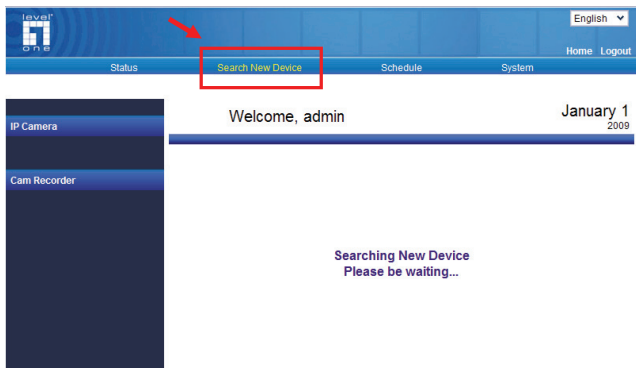 level
one
English
Home Logout
Status Search New Device Schedule System
IP Camera
Cam Recorder
Welcome, admin
January 1
2009
Searching New Device
Please be waiting...